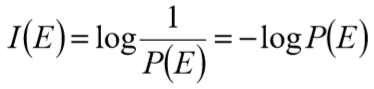 I(E) = log 1/P(E) = -log P(E)